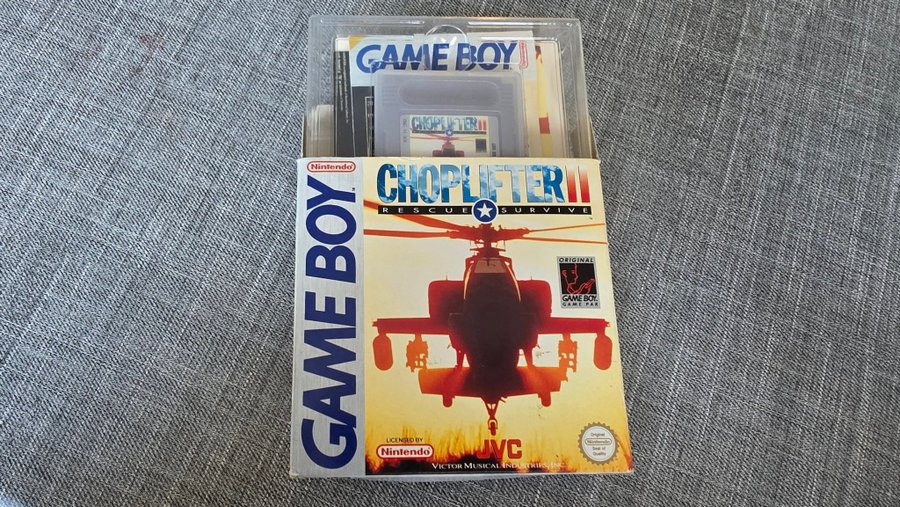 GAME BOY
CHOPLIFTER II
Nintendo
GAME BOY™
CHOPLIFTER II
RESCUE SURVIVE
ORIGINAL
GAME BOY
GAME PAK
LICENSED BY
Nintendo
JVC
VICTOR MUSICAL INDUSTRIES, INC.
Original
Nintendo
Seal of
Quality